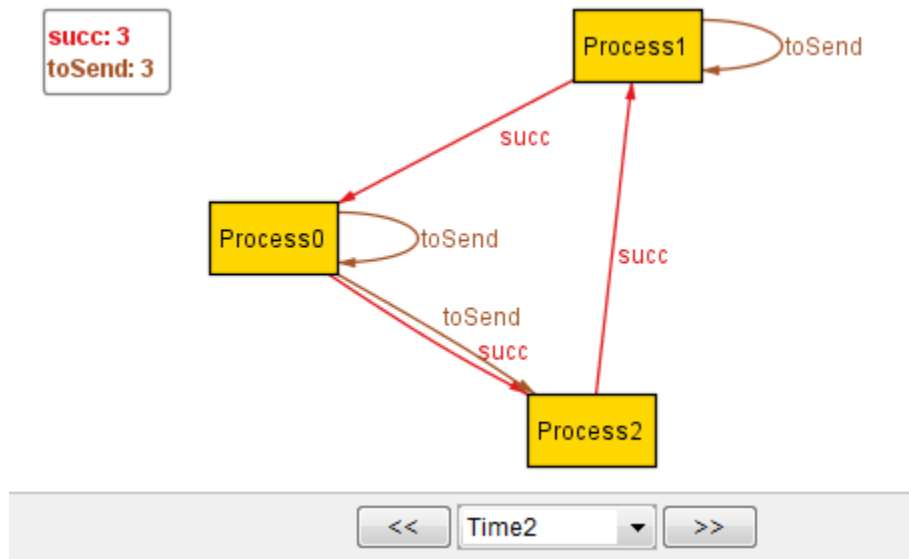 succ: 3
toSend: 3
Process1
toSend
succ
Process0
toSend
succ
toSend
succ
Process2
<<
Time2
>>